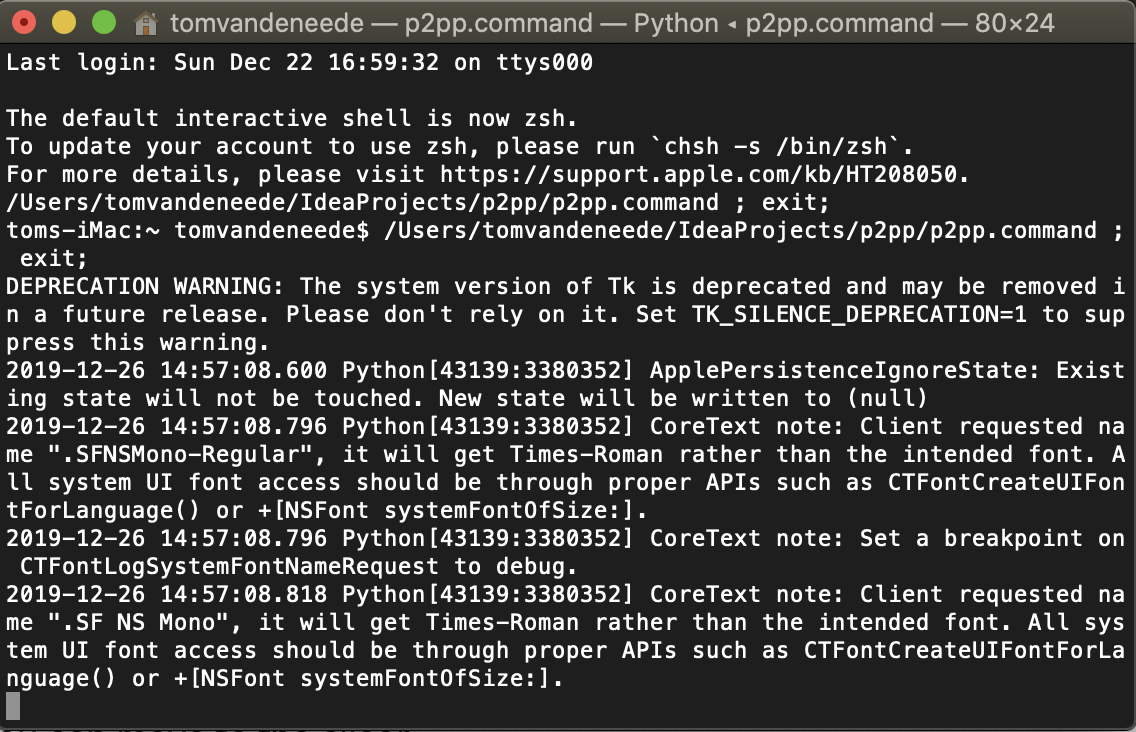 tomvandeneede — p2pp.command — Python ◂ p2pp.command — 80×24
Last login: Sun Dec 22 16:59:32 on ttys000
The default interactive shell is now zsh.
To update your account to use zsh, please run `chsh -s /bin/zsh`.
For more details, please visit https://support.apple.com/kb/HT208050.
/Users/tomvandeneede/IdeaProjects/p2pp/p2pp.command ; exit;
toms-iMac:~ tomvandeneede$ /Users/tomvandeneede/IdeaProjects/p2pp/p2pp.command ;
 exit;
DEPRECATION WARNING: The system version of Tk is deprecated and may be removed i
n a future release. Please don't rely on it. Set TK_SILENCE_DEPRECATION=1 to sup
press this warning.
2019-12-26 14:57:08.600 Python[43139:3380352] ApplePersistenceIgnoreState: Exist
ing state will not be touched. New state will be written to (null)
2019-12-26 14:57:08.796 Python[43139:3380352] CoreText note: Client requested na
me ".SFNSMono-Regular", it will get Times-Roman rather than the intended font. A
ll system UI font access should be through proper APIs such as CTFontCreateUIFon
tForLanguage() or +[NSFont systemFontOfSize:].
2019-12-26 14:57:08.796 Python[43139:3380352] CoreText note: Set a breakpoint on
 CTFontLogSystemFontNameRequest to debug.
2019-12-26 14:57:08.818 Python[43139:3380352] CoreText note: Client requested na
me ".SF NS Mono", it will get Times-Roman rather than the intended font. All sys
tem UI font access should be through proper APIs such as CTFontCreateUIFontForLa
nguage() or +[NSFont systemFontOfSize:].